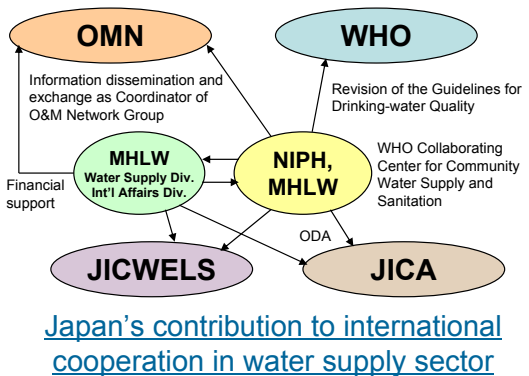 OMN
WHO
Information dissemination and
exchange as Coordinator of
O&M Network Group
Revision of the Guidelines for
Drinking-water Quality
MHLW
Water Supply Div.
Int'l Affairs Div.
NIPH,
MHLW
WHO Collaborating
Center for Community
Water Supply and
Sanitation
Financial
support
ODA
JICWELS
JICA
Japan's contribution to international
cooperation in water supply sector